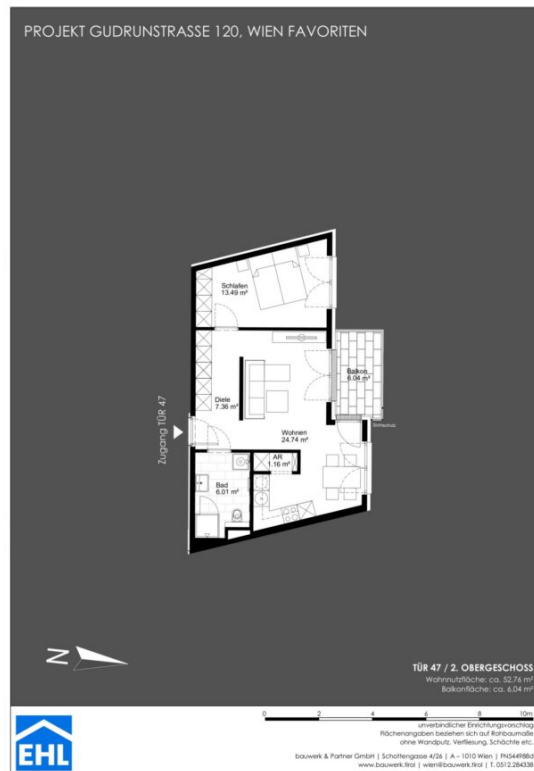 PROJEKT GUDRUNSTRASSE 120, WIEN FAVORITEN
Schlafen
13.49 m²
Balkon
6.04 m²
Diele
7.36 m²
Zugang TÜR 47
Wohnen
24.74 m²
Sichtschutz
AR
1.16 m²
Bad
6.01 m²
N
TÜR 47 / 2. OBERGESCHOSS
Wohnnutzfläche: ca. 52,76 m²
Balkonfläche: ca. 6,04 m²
0 2 4 6 8 10m
unverbindlicher Einrichtungsvorschlag
Flächenangaben beziehen sich auf Rohbaumaße
ohne Wandputz, Verfliesung, Schächte etc.
EHL
bauwerk & Partner GmbH | Schottengasse 4/26 | A – 1010 Wien | FN544988d
www.bauwerk.tirol | wien@bauwerk.tirol | T. 0512.284338